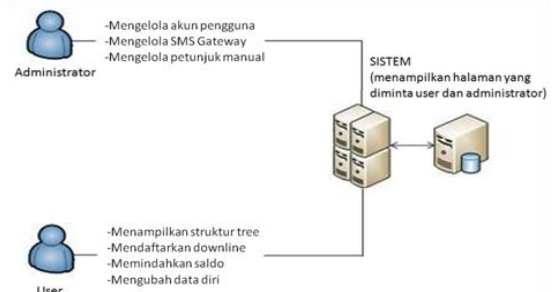 -Mengelola akun pengguna
-Mengelola SMS Gateway
-Mengelola petunjuk manual
Administrator
SISTEM
(menampilkan halaman yang
diminta user dan administrator)
-Menampilkan struktur tree
-Mendaftarkan downline
-Memindahkan saldo
-Mengubah data diri
User